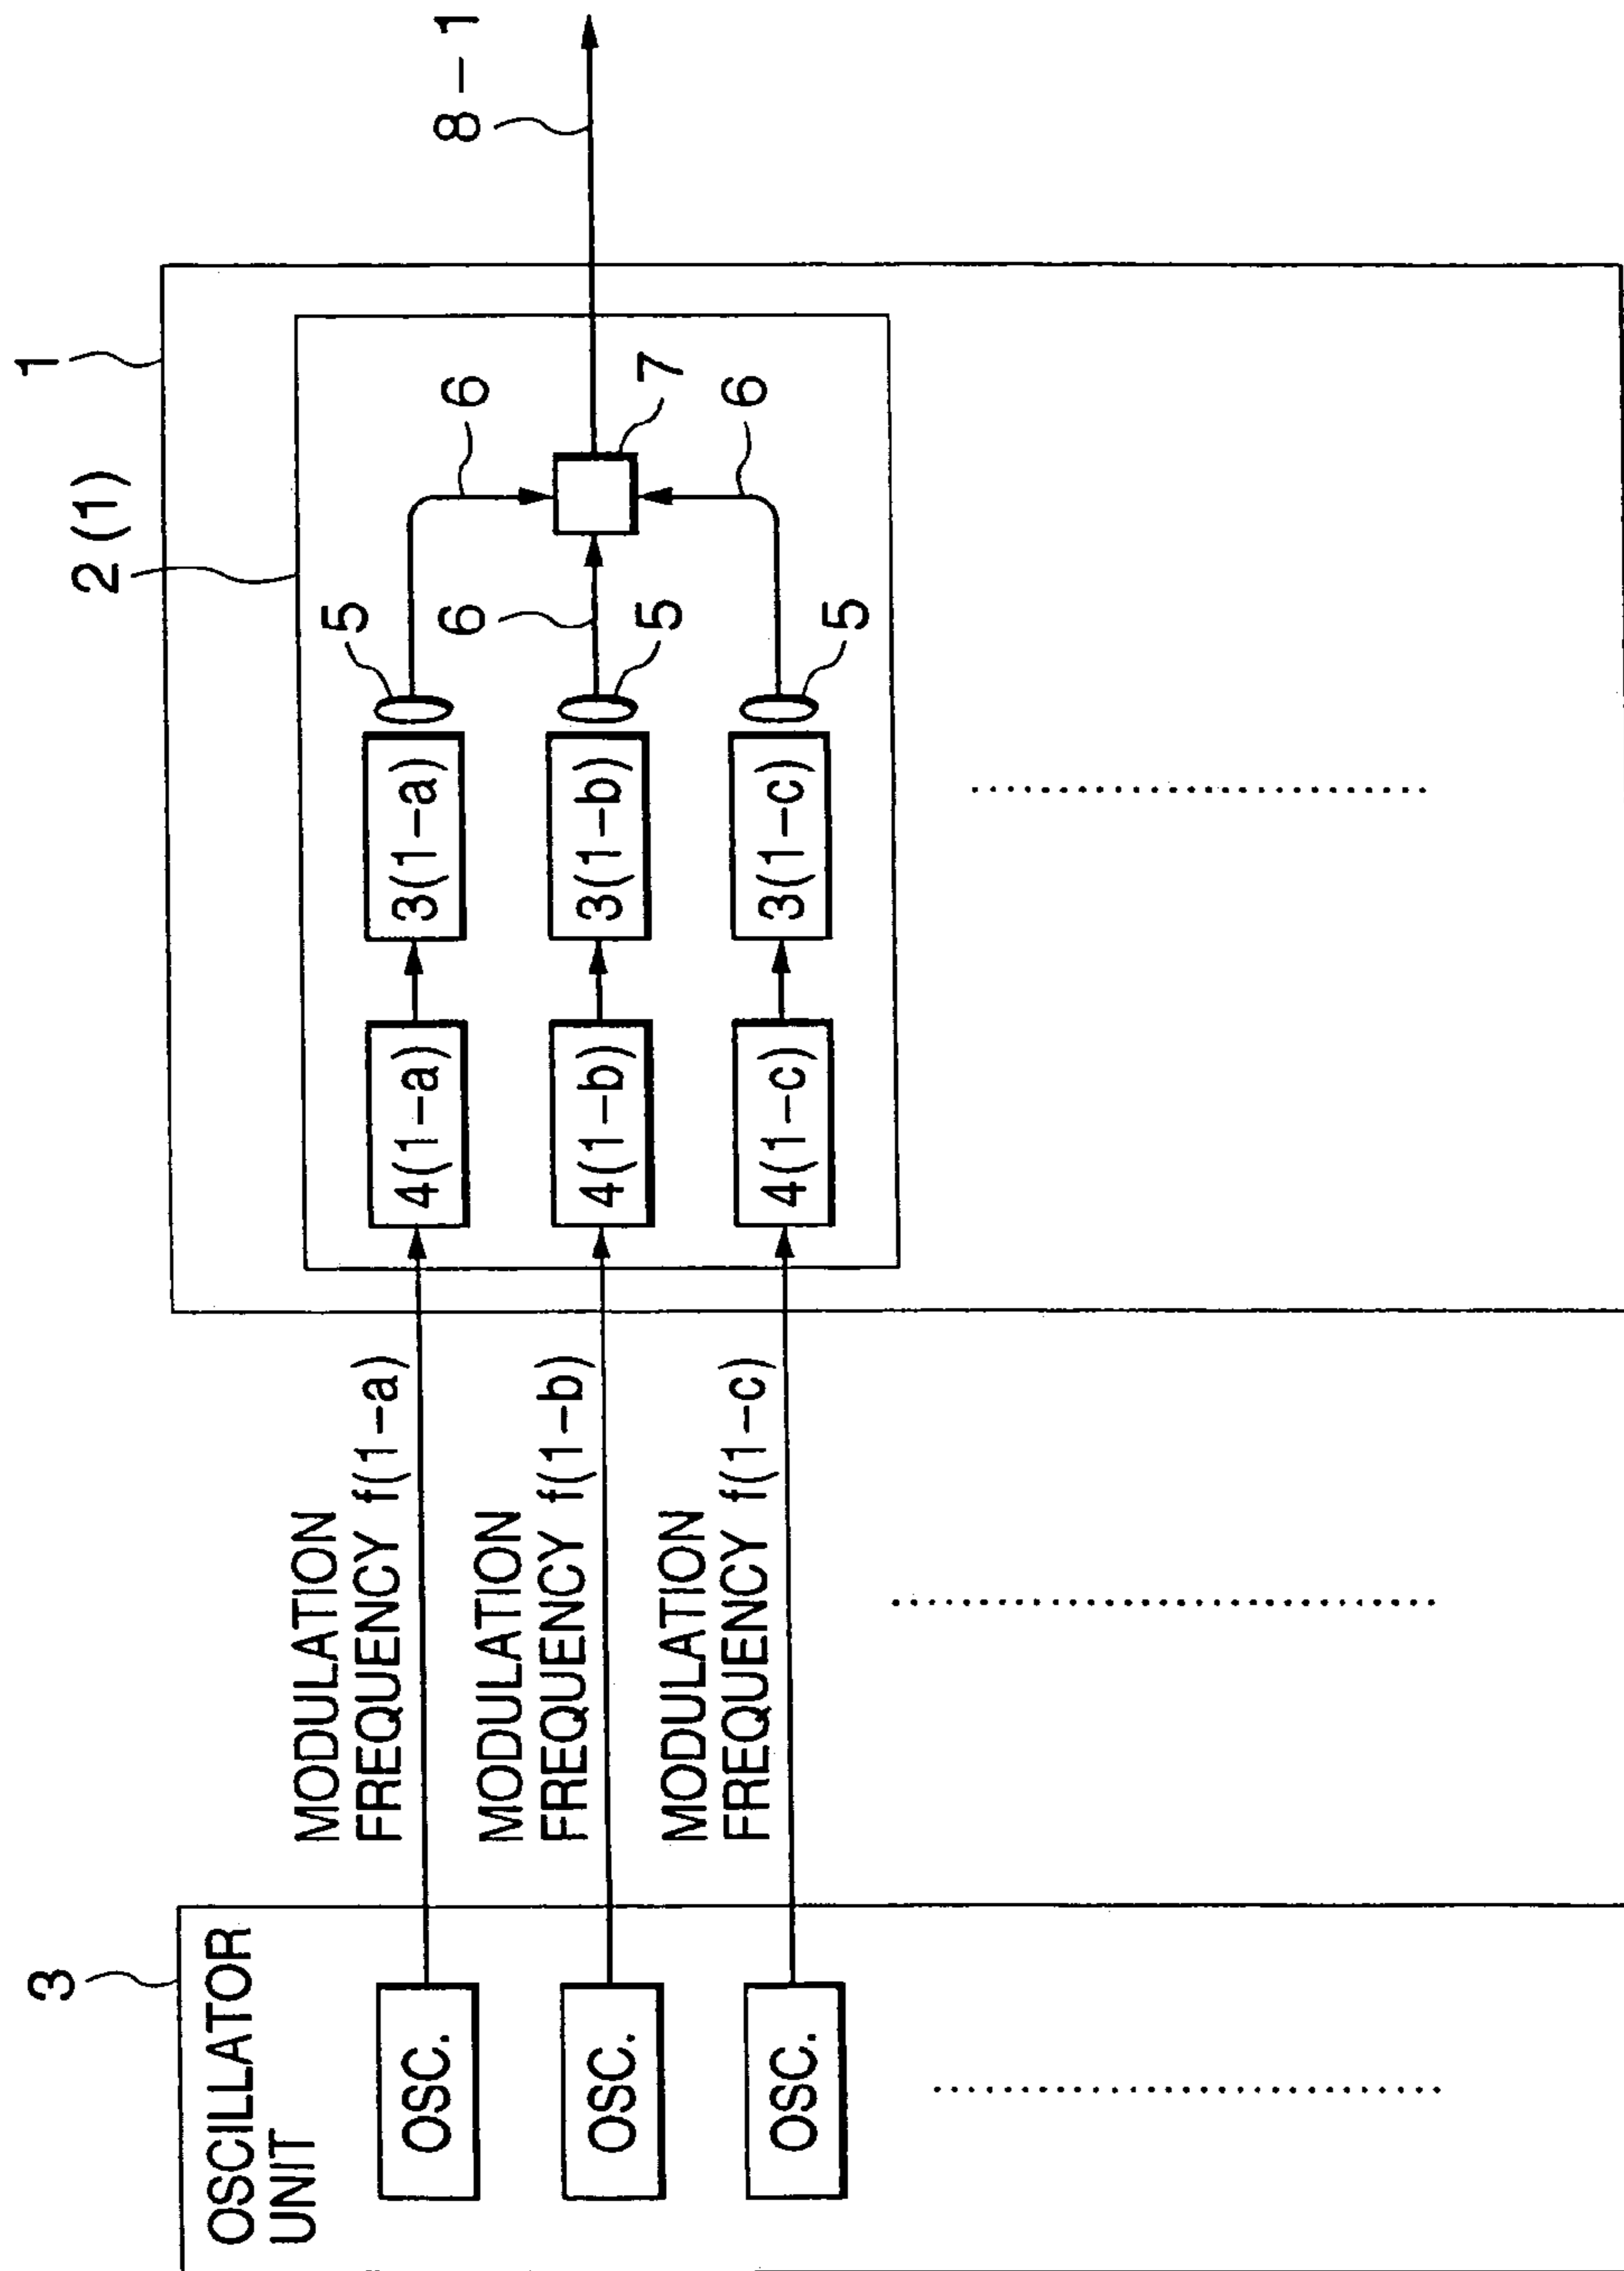 3
OSCILLATOR
UNIT
OSC.
OSC.
OSC.
MODULATION
FREQUENCY f(1-a)
MODULATION
FREQUENCY f(1-b)
MODULATION
FREQUENCY f(1-c)
1
2 (1)
4(1-a)
3(1-a)
5
6
4(1-b)
3(1-b)
6
5
7
4(1-c)
3(1-c)
5
6
8-1